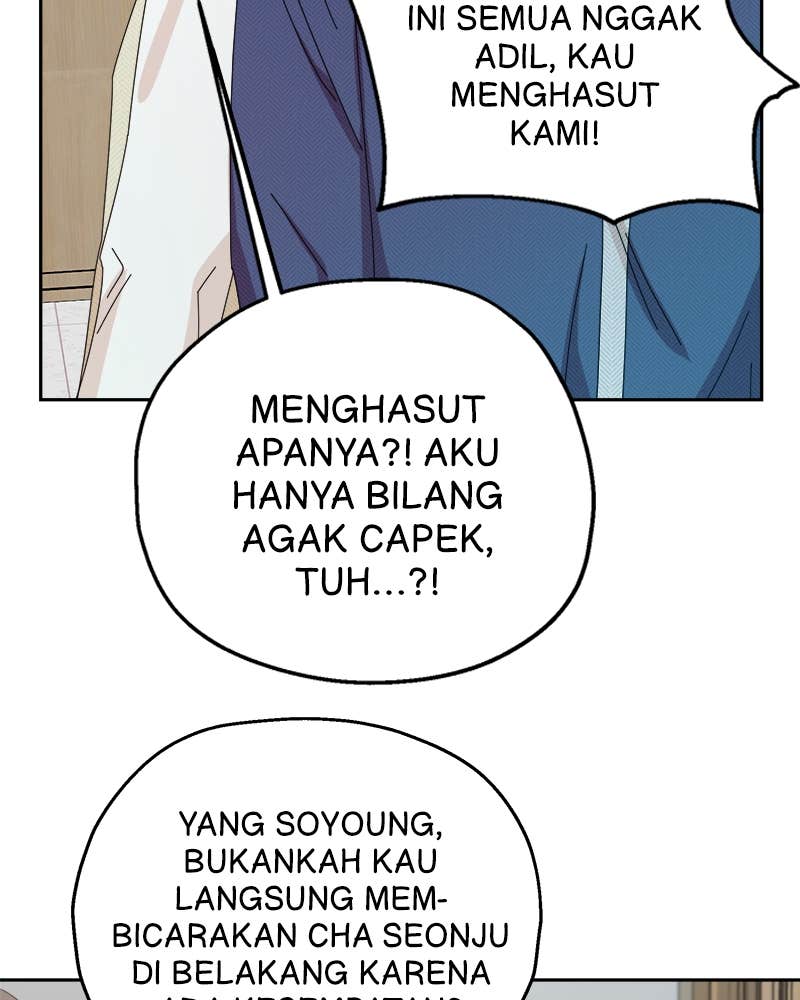 INI SEMUA NGGAK
ADIL, KAU
MENGHASUT
KAMI!
MENGHASUT
APANYA?! AKU
HANYA BILANG
AGAK CAPEK,
TUH...?!
YANG SOYOUNG,
BUKANKAH KAU
LANGSUNG MEM-
BICARAKAN CHA SEONJU
DI BELAKANG KARENA